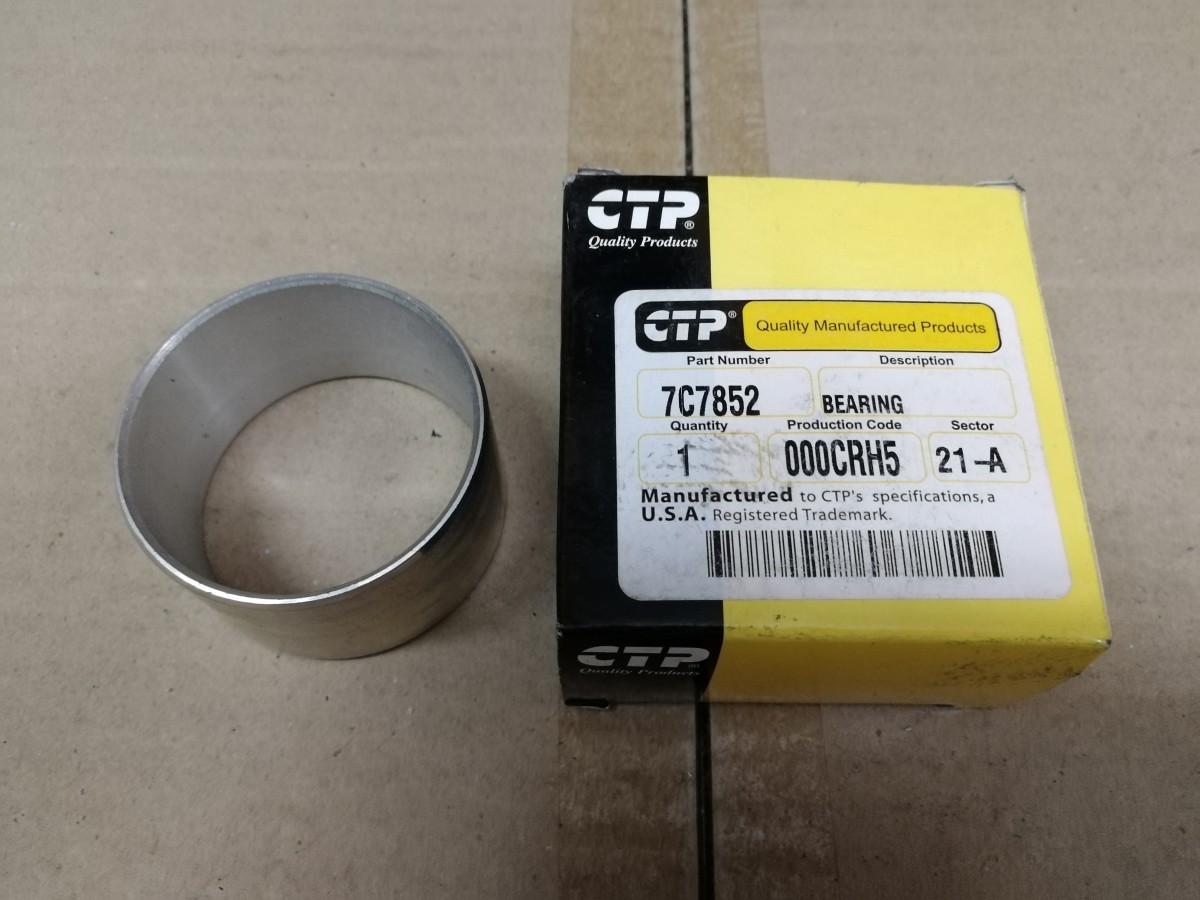 CTP®
Quality Products
CTP® Quality Manufactured Products
Part Number Description
7C7852 BEARING
Quantity Production Code Sector
1 000CRH5 21-A
Manufactured to CTP's specifications, a
U.S.A. Registered Trademark.
CTP®
Quality Products